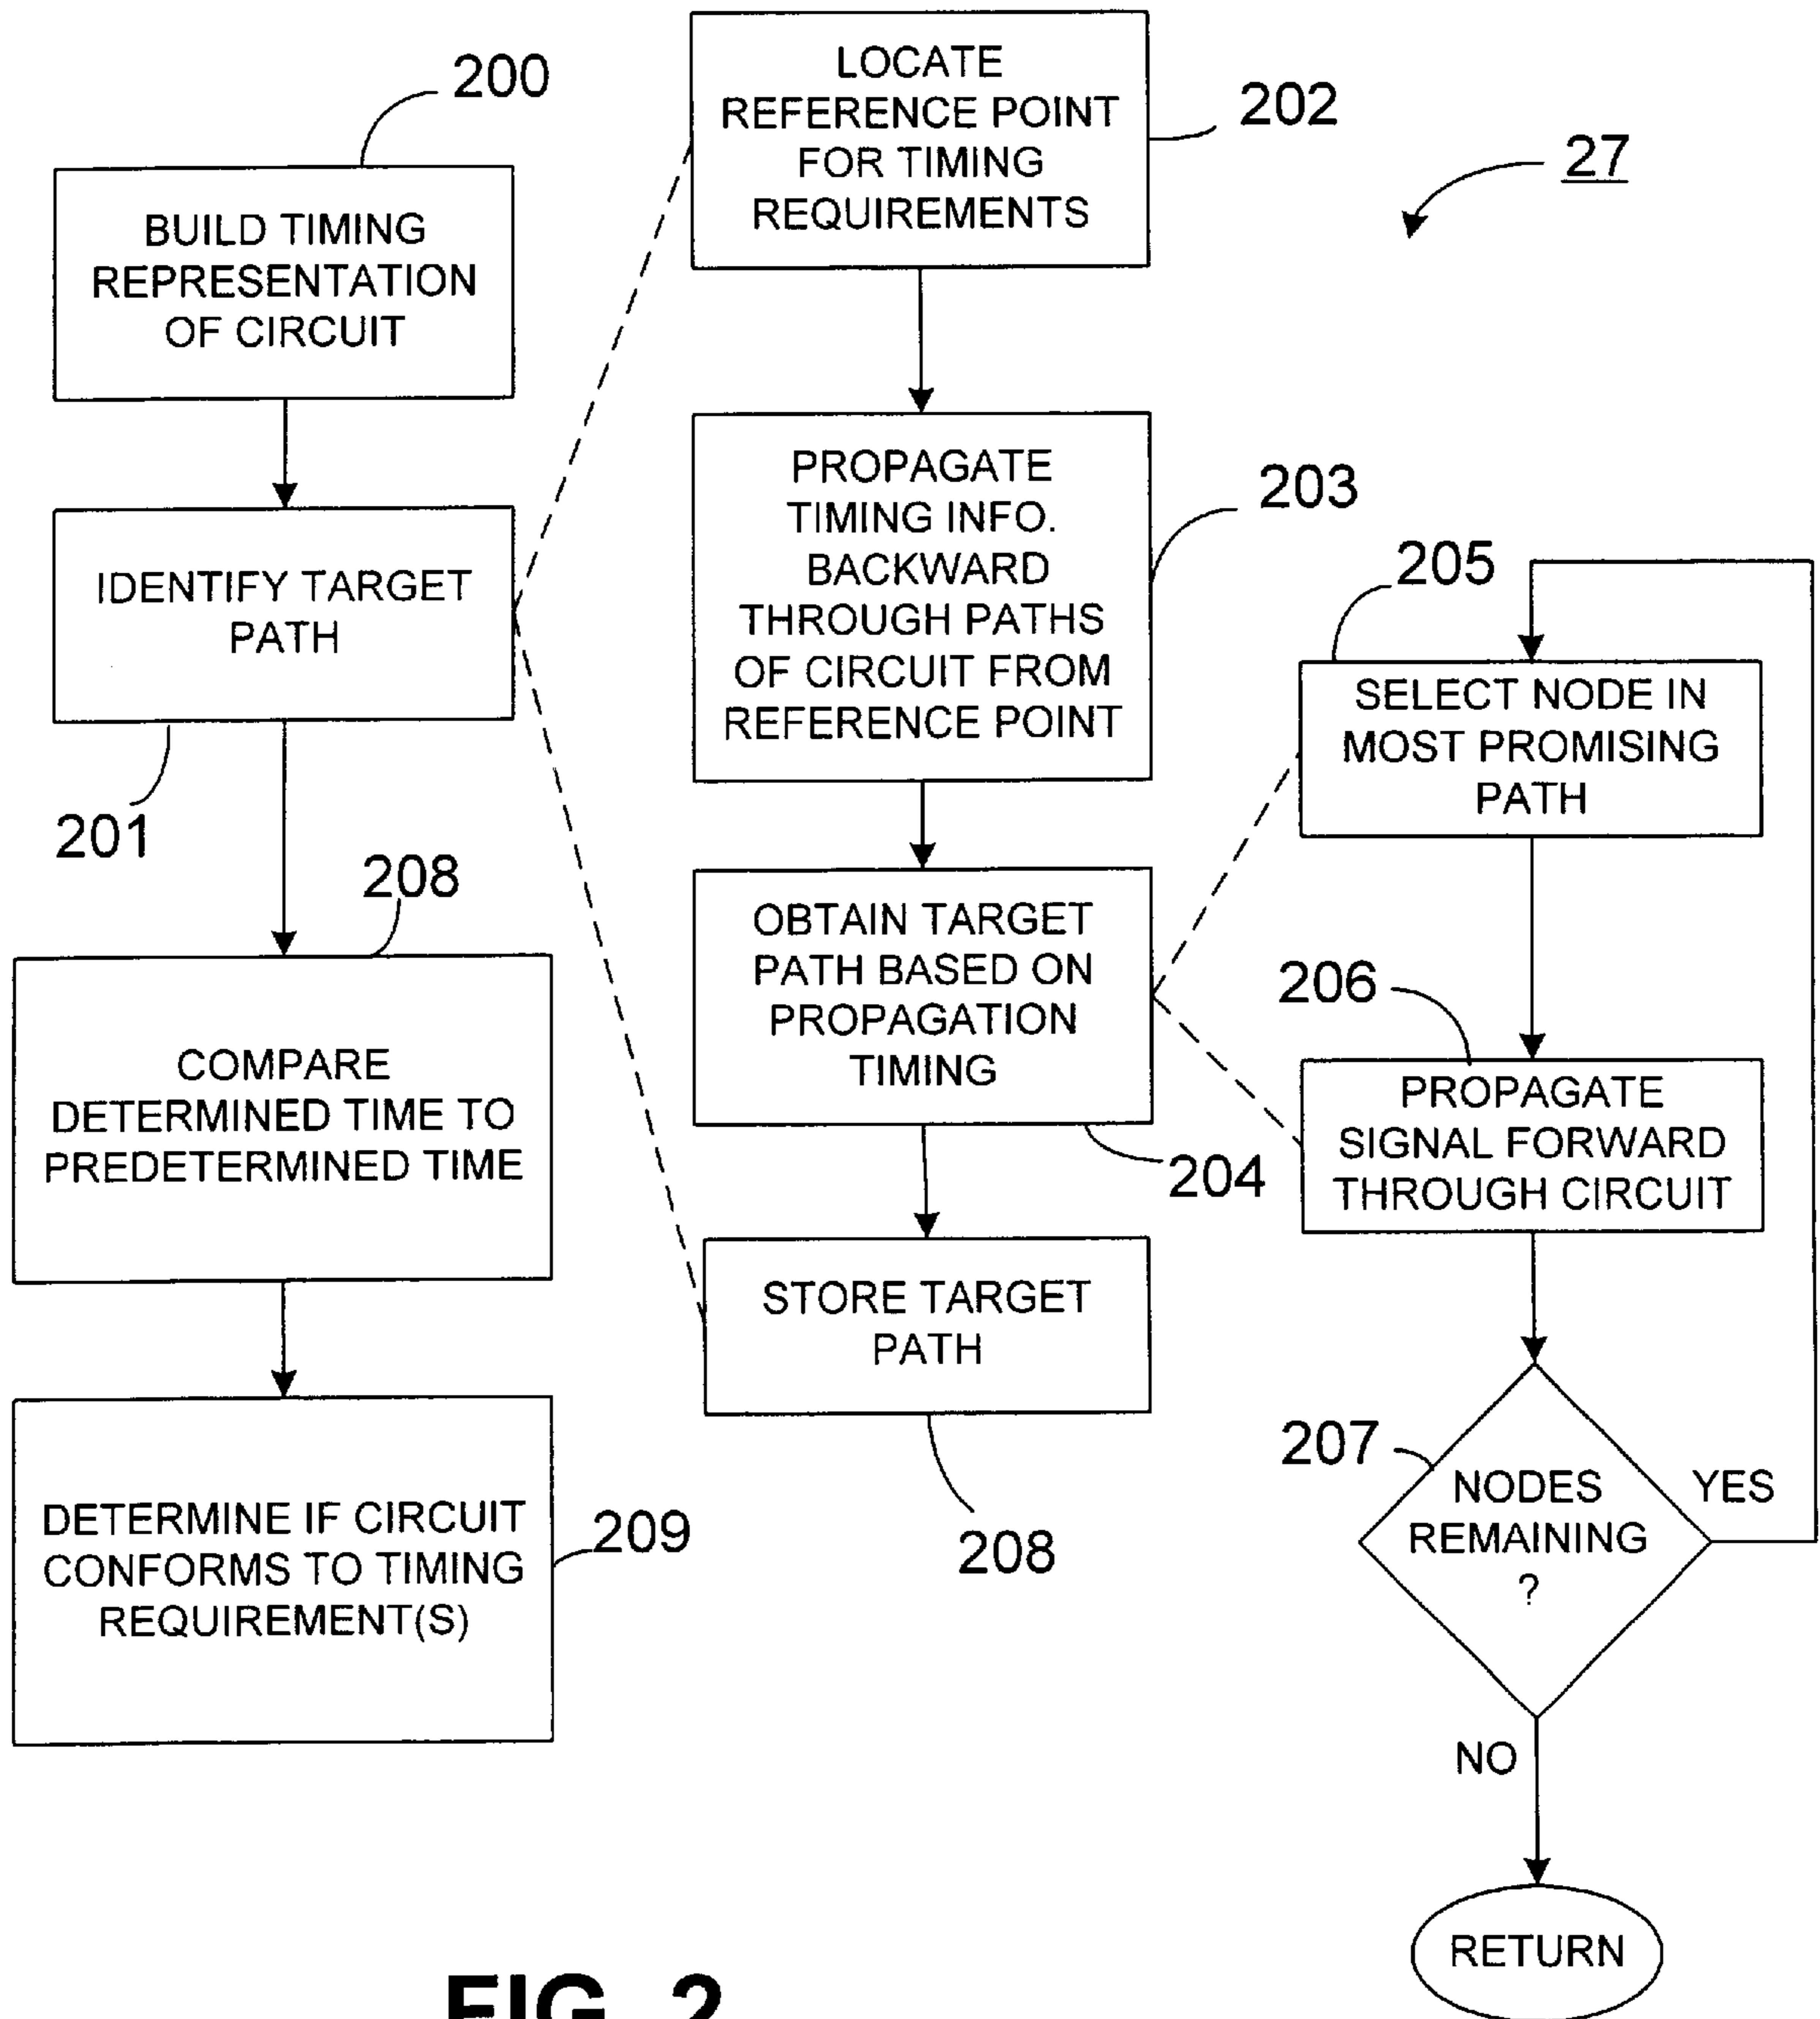 200
BUILD TIMING
REPRESENTATION
OF CIRCUIT
IDENTIFY TARGET
PATH
201
208
COMPARE
DETERMINED TIME TO
PREDETERMINED TIME
DETERMINE IF CIRCUIT
CONFORMS TO TIMING
REQUIREMENT(S)
209
LOCATE
REFERENCE POINT
FOR TIMING
REQUIREMENTS
202
27
PROPAGATE
TIMING INFO.
BACKWARD
THROUGH PATHS
OF CIRCUIT FROM
REFERENCE POINT
203
OBTAIN TARGET
PATH BASED ON
PROPAGATION
TIMING
204
STORE TARGET
PATH
208
205
SELECT NODE IN
MOST PROMISING
PATH
206
PROPAGATE
SIGNAL FORWARD
THROUGH CIRCUIT
207
NODES
REMAINING
?
YES
NO
RETURN
FIG. 2